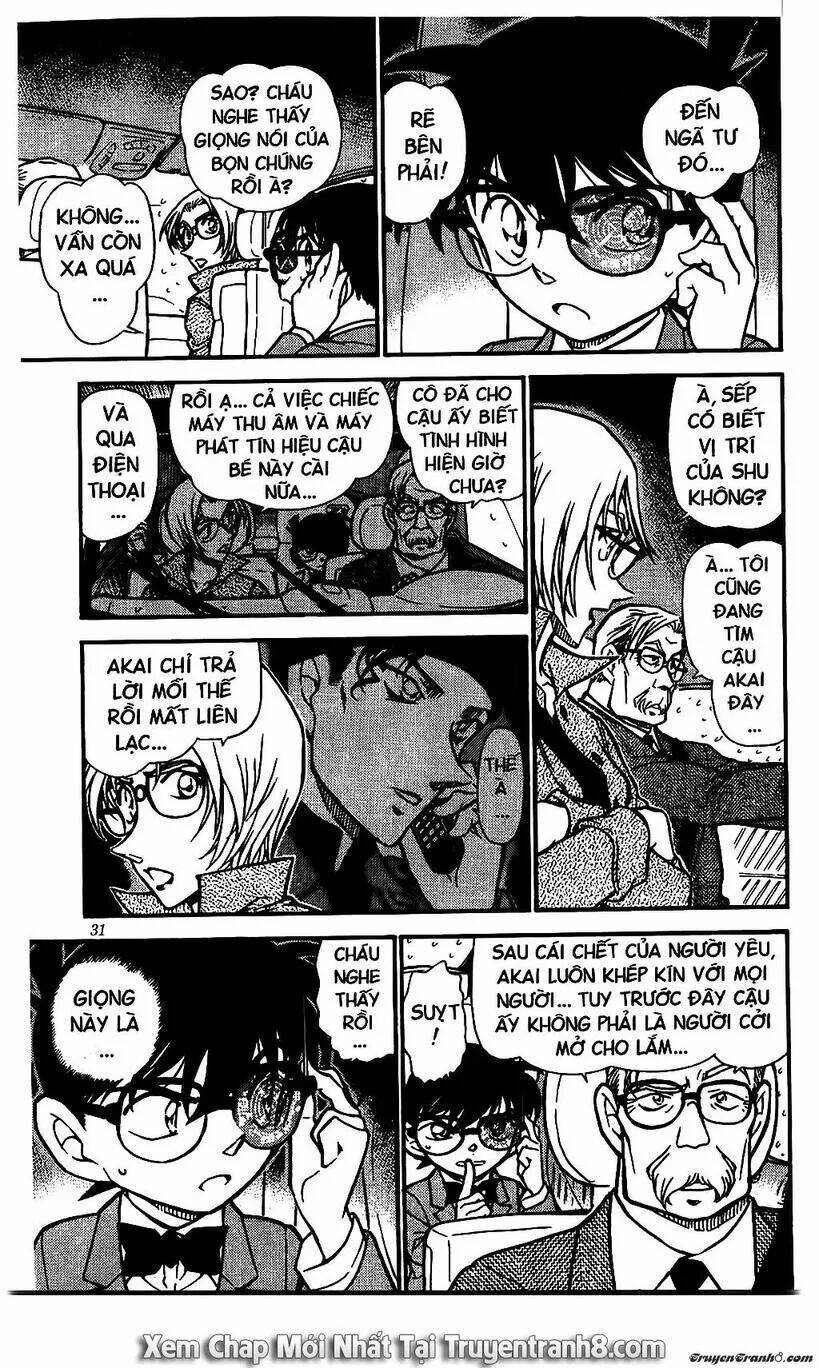 ĐẾN
NGÃ TƯ
ĐÓ...
RẼ
BÊN
PHẢI!
SAO? CHÁU
NGHE THẤY
GIỌNG NÓI CỦA
BỌN CHÚNG
RỒI À?
KHÔNG...
VẪN CÒN
XA QUÁ
...
À, SẾP
CÓ BIẾT
VỊ TRÍ
CỦA SHU
KHÔNG?
À... TÔI
CŨNG
ĐANG
TÌM
CẬU
AKAI
ĐÂY
...
CÔ ĐÃ CHO
CẬU ẤY BIẾT
TÌNH HÌNH
HIỆN GIỜ
CHƯA?
RỒI Ạ... CẢ VIỆC CHIẾC
MÁY THU ÂM VÀ MÁY
PHÁT TÍN HIỆU CẬU
BÉ NÀY CÀI
NỮA...
VÀ
QUA
ĐIỆN
THOẠI
...
THẾ
À
...
AKAI CHỈ TRẢ
LỜI MỖI THẾ
RỒI MẤT LIÊN
LẠC...
31
SAU CÁI CHẾT CỦA NGƯỜI YÊU,
AKAI LUÔN KHÉP KÍN VỚI MỌI
NGƯỜI... TUY TRƯỚC ĐÂY CẬU
ẤY KHÔNG PHẢI LÀ NGƯỜI CỞI
MỞ CHO LẮM...
SUỴT
!
CHÁU
NGHE
THẤY
RỒI
...
GIỌNG
NÀY LÀ
...
Xem Chap Mới Nhất Tại Truyentranh8.com
TruyenTranh8.com